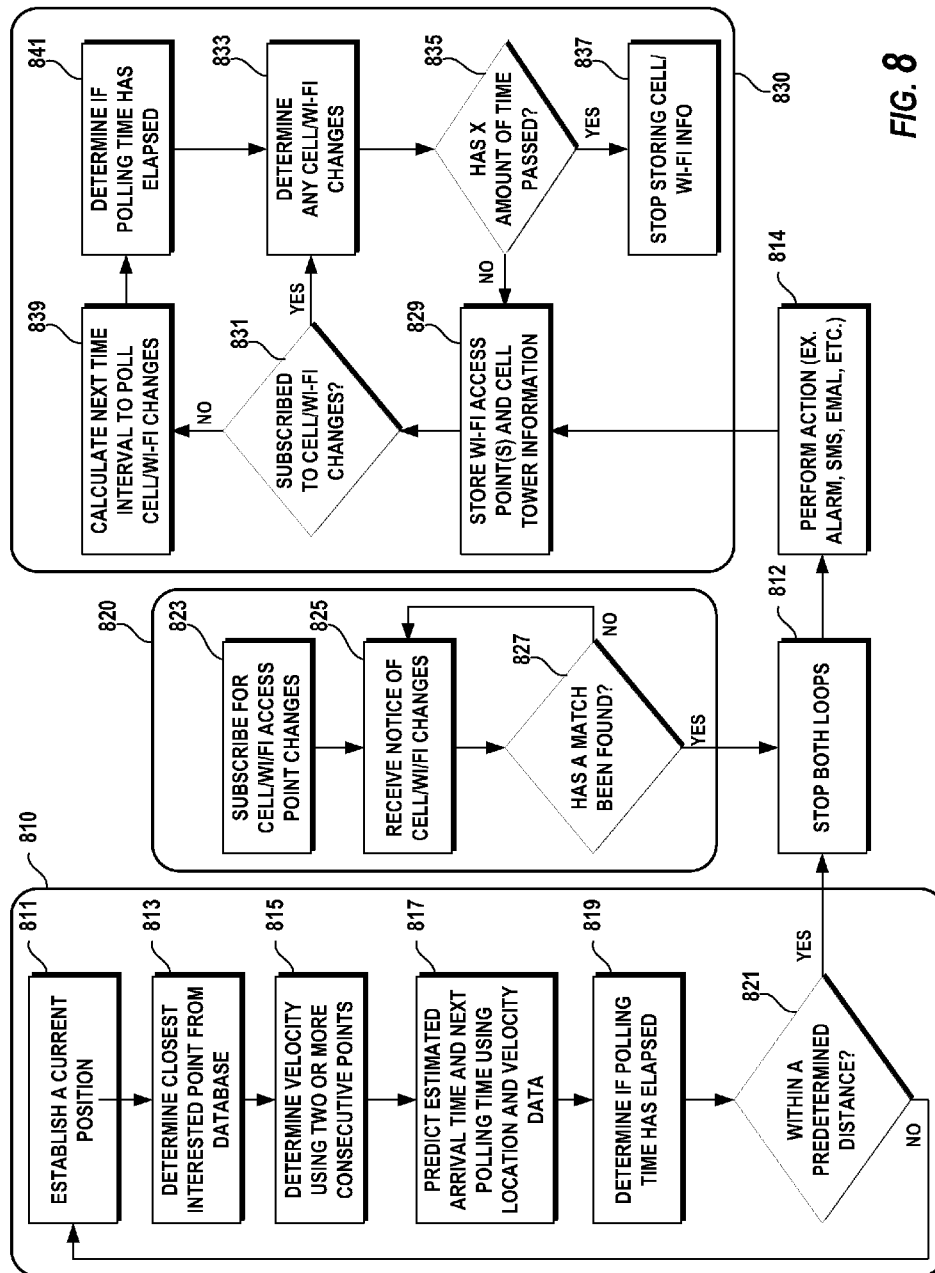 810
811
ESTABLISH A CURRENT
POSITION
813
DETERMINE CLOSEST
INTERESTED POINT FROM
DATABASE
815
DETERMINE VELOCITY
USING TWO OR MORE
CONSECUTIVE POINTS
817
PREDICT ESTIMATED
ARRIVAL TIME AND NEXT
POLLING TIME USING
LOCATION AND VELOCITY
DATA
819
DETERMINE IF POLLING
TIME HAS ELAPSED
821
WITHIN A
PREDETERMINED
DISTANCE?
YES
NO
820
823
SUBSCRIBE FOR
CELL/WI/FI ACCESS
POINT CHANGES
825
RECEIVE NOTICE OF
CELL/WI/FI CHANGES
827
HAS A MATCH
BEEN FOUND?
NO
YES
812
STOP BOTH LOOPS
814
PERFORM ACTION (EX.
ALARM, SMS, EMAL, ETC.)
839
CALCULATE NEXT TIME
INTERVAL TO POLL
CELL/WI-FI CHANGES
841
DETERMINE IF
POLLING TIME HAS
ELAPSED
NO
831
SUBSCRIBED
TO CELL/WI-FI
CHANGES?
YES
833
DETERMINE
ANY CELL/WI-FI
CHANGES
829
STORE WI-FI ACCESS
POINT(S) AND CELL
TOWER INFORMATION
NO
835
HAS X
AMOUNT OF TIME
PASSED?
YES
837
STOP STORING CELL/
WI-FI INFO
830
FIG. 8